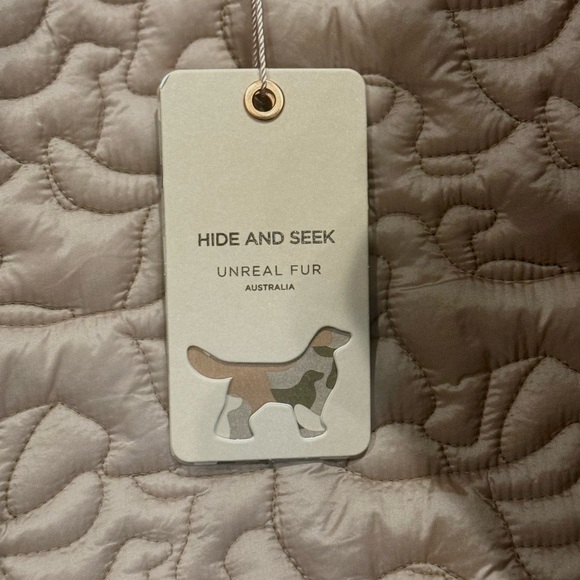 HIDE AND SEEK
UNREAL FUR
AUSTRALIA